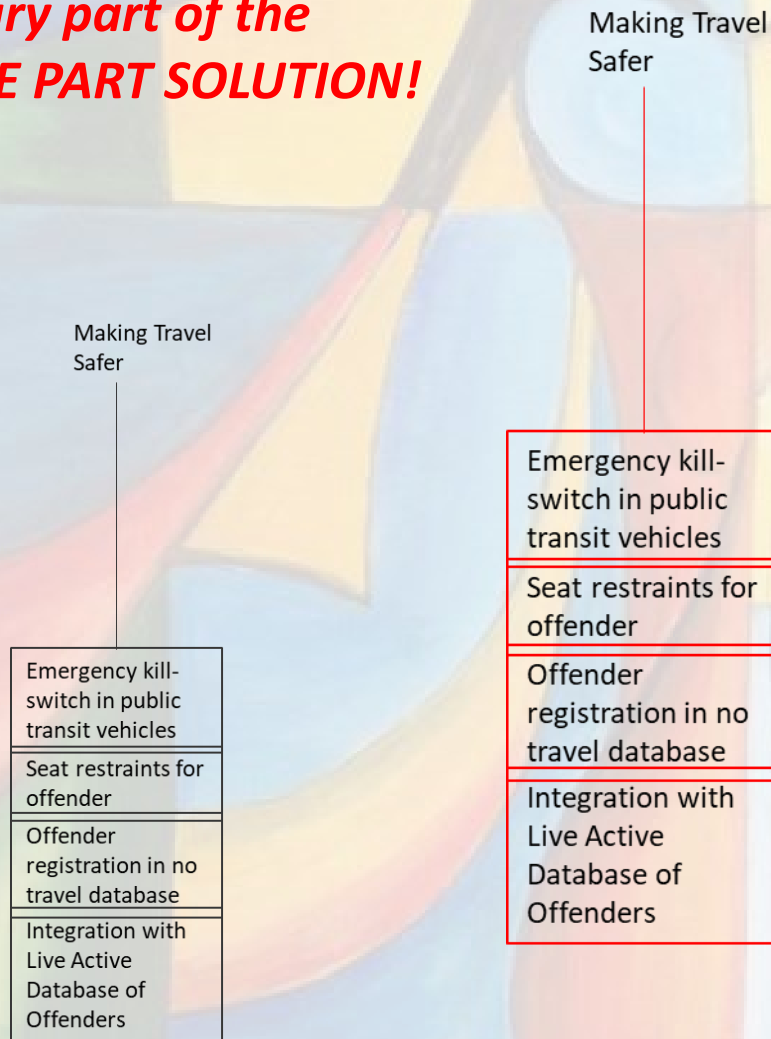 part of the
PART SOLUTION!
Making Travel
Safer
Emergency kill-
switch in public
transit vehicles
Seat restraints for
offender
Offender
registration in no
travel database
Integration with
Live Active
Database of
Offenders
Making Travel
Safer
Emergency kill-
switch in public
transit vehicles
Seat restraints for
offender
Offender
registration in no
travel database
Integration with
Live Active
Database of
Offenders